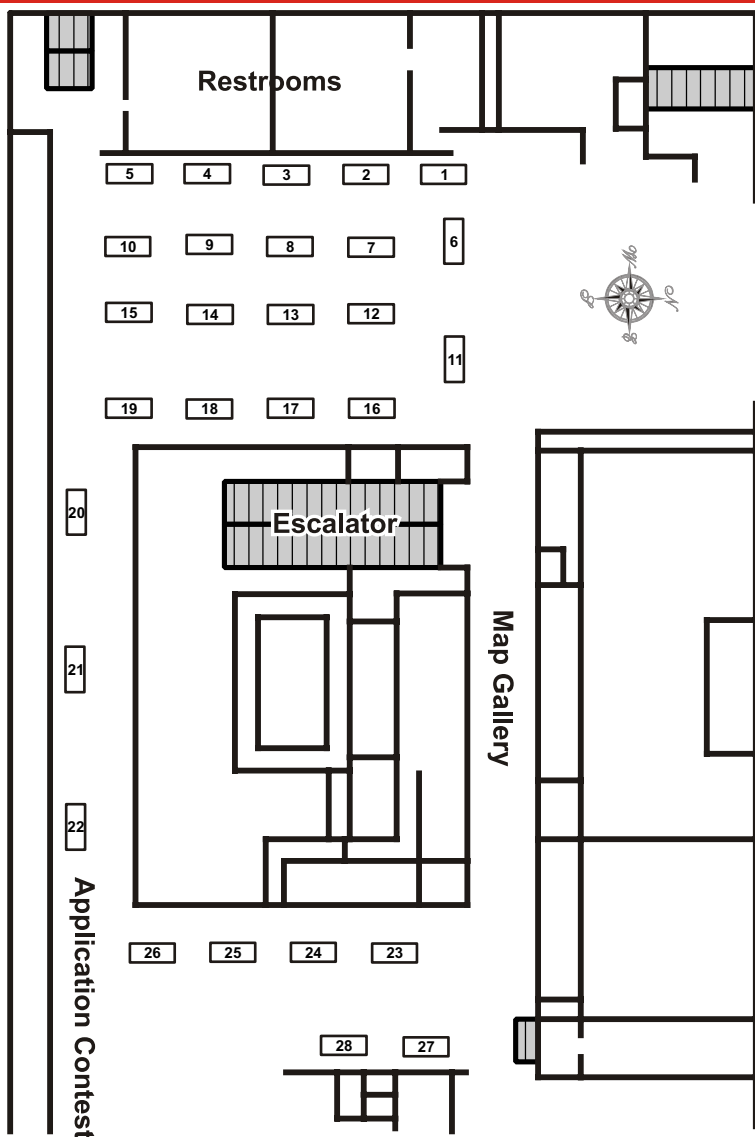 Restrooms
5 4 3 2 1
6
10 9 8 7
W
S N
E
15 14 13 12
11
19 18 17 16
20
Escalator
Map Gallery
21
22
Application Contest
26 25 24 23
28 27